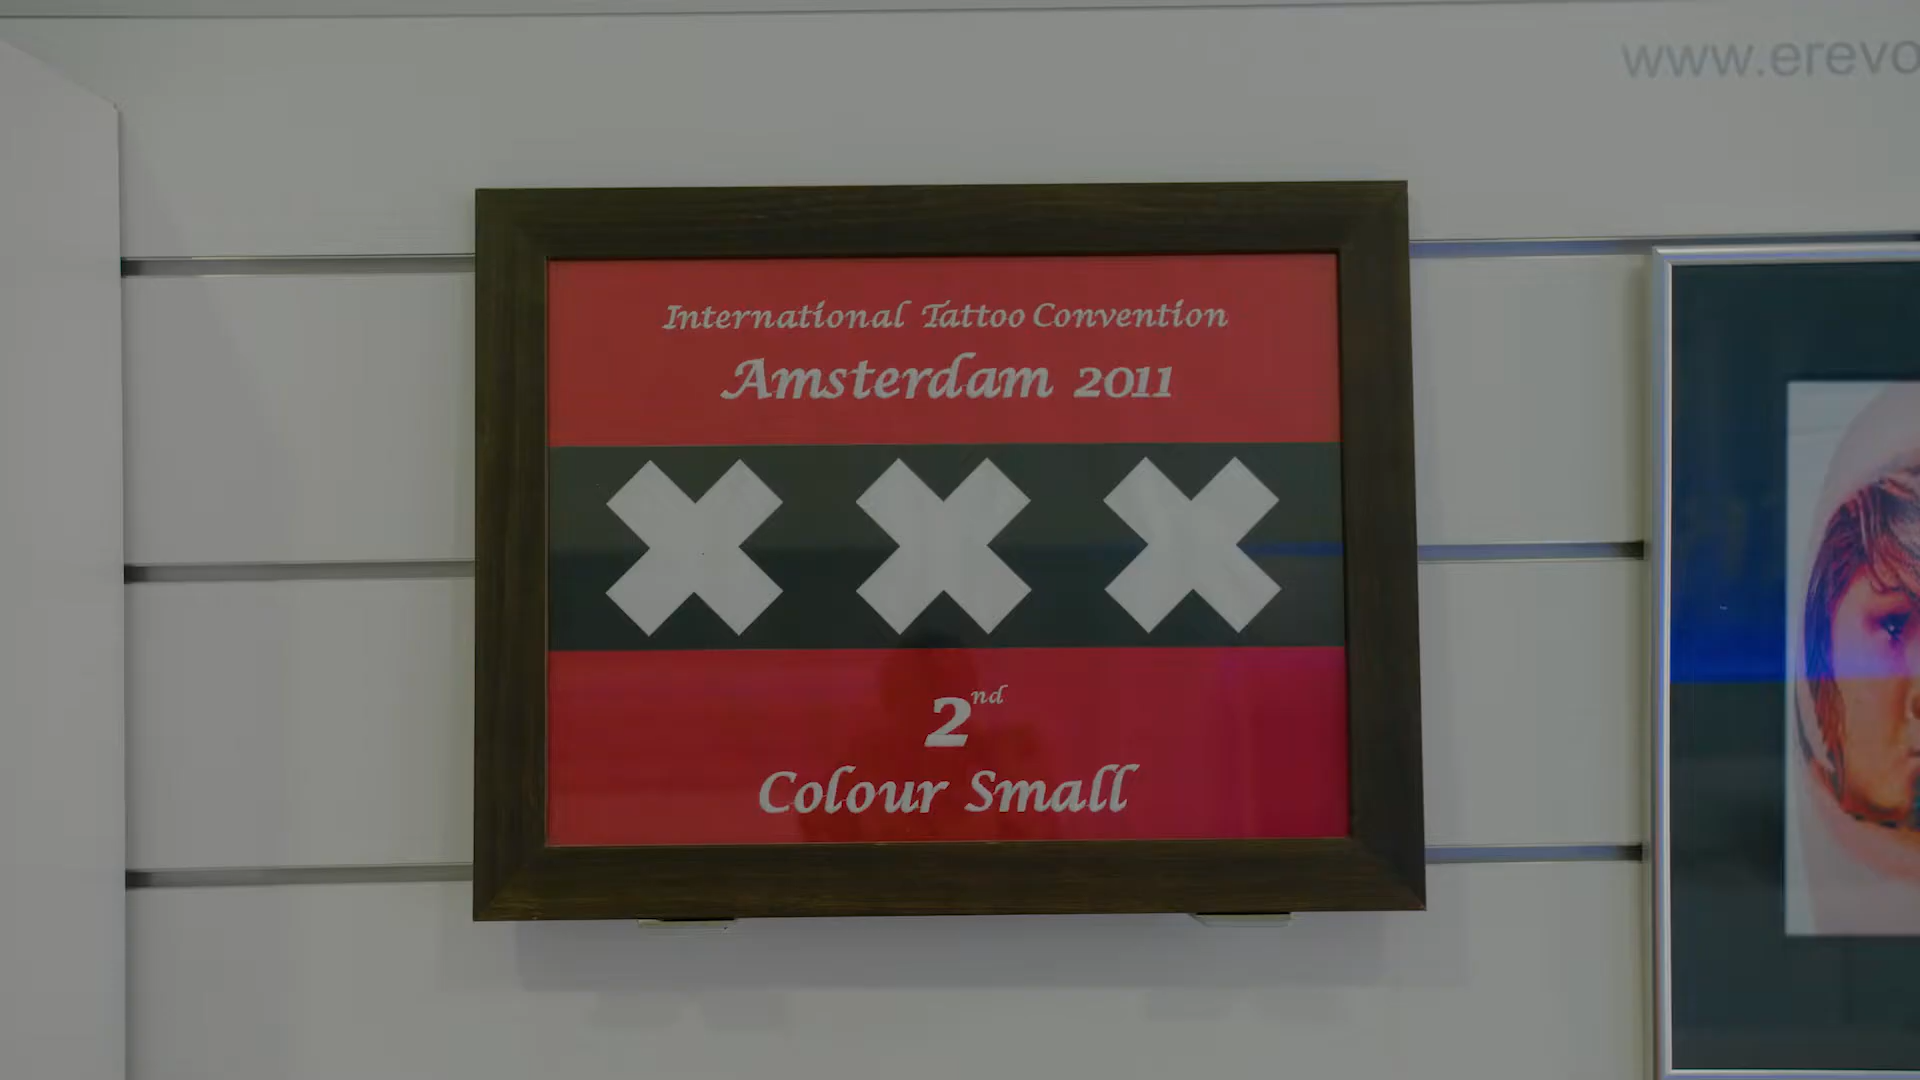 www.erevo
International Tattoo Convention
Amsterdam 2011
2nd
Colour Small